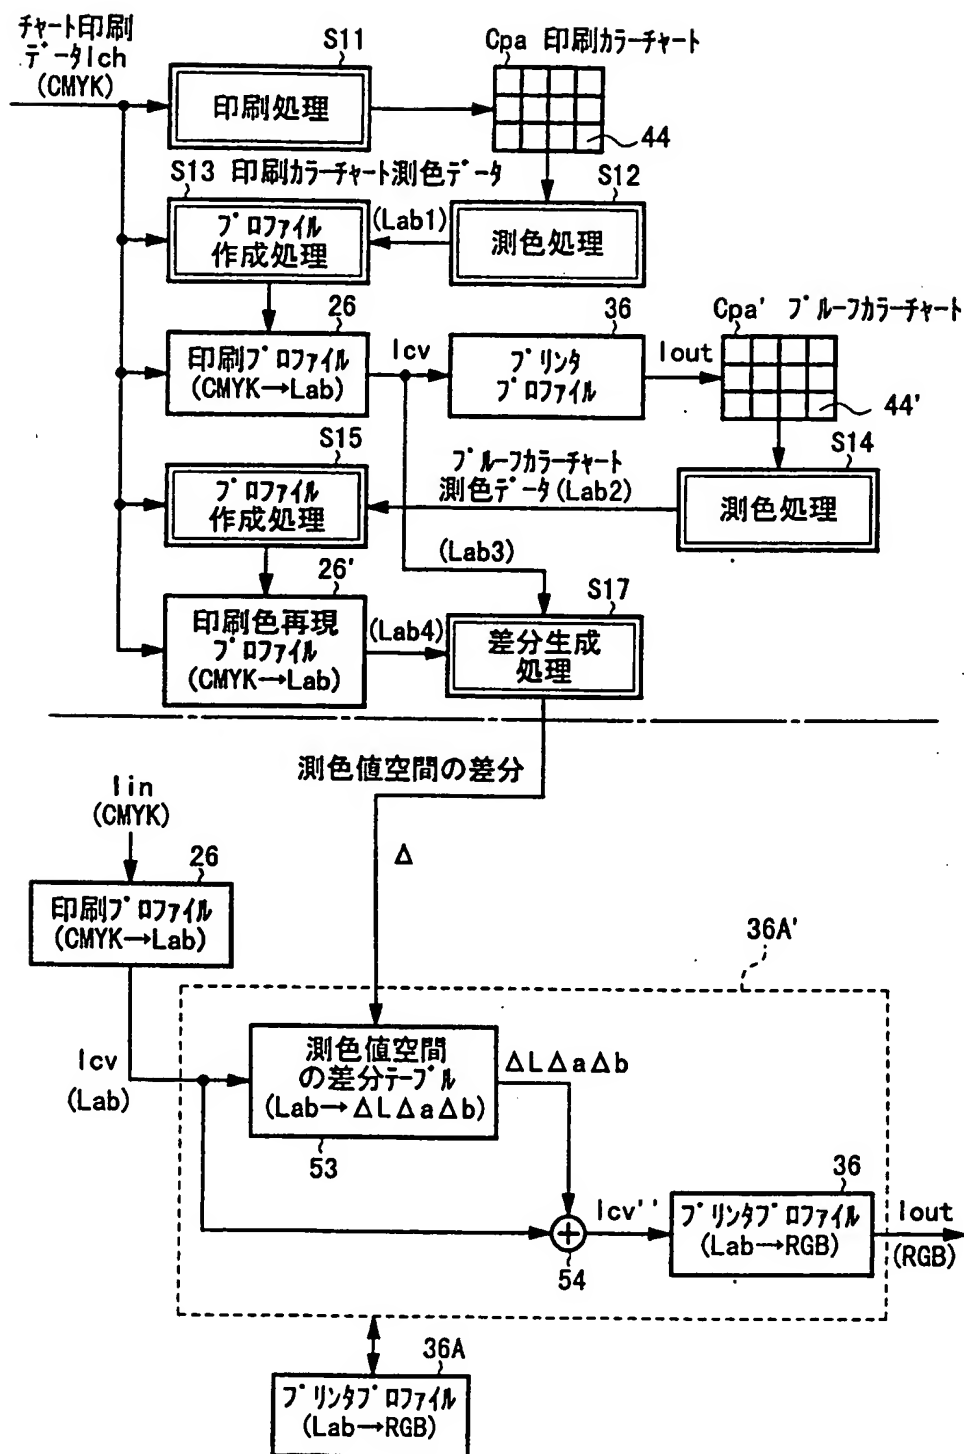 チャート印刷
データIch
(CMYK)
S11
印刷処理
Cpa 印刷カラーチャート
44
S13 印刷カラーチャート測色データ
(Lab1)
S12
測色処理
プロファイル
作成処理
26
印刷プロファイル
(CMYK→Lab)
Icv
36
プリンタ
プロファイル
Iout
Cpa' プルーフカラーチャート
44'
S15
プロファイル
作成処理
プルーフカラーチャート
測色データ(Lab2)
S14
測色処理
(Lab3)
26'
印刷色再現
プロファイル
(CMYK→Lab)
(Lab4)
S17
差分生成
処理
測色値空間の差分
Δ
Iin
(CMYK)
26
印刷プロファイル
(CMYK→Lab)
Icv
(Lab)
36A'
測色値空間
の差分テーブル
(Lab→ΔLΔaΔb)
53
ΔLΔaΔb
54
Icv''
36
プリンタプロファイル
(Lab→RGB)
Iout
(RGB)
36A
プリンタプロファイル
(Lab→RGB)